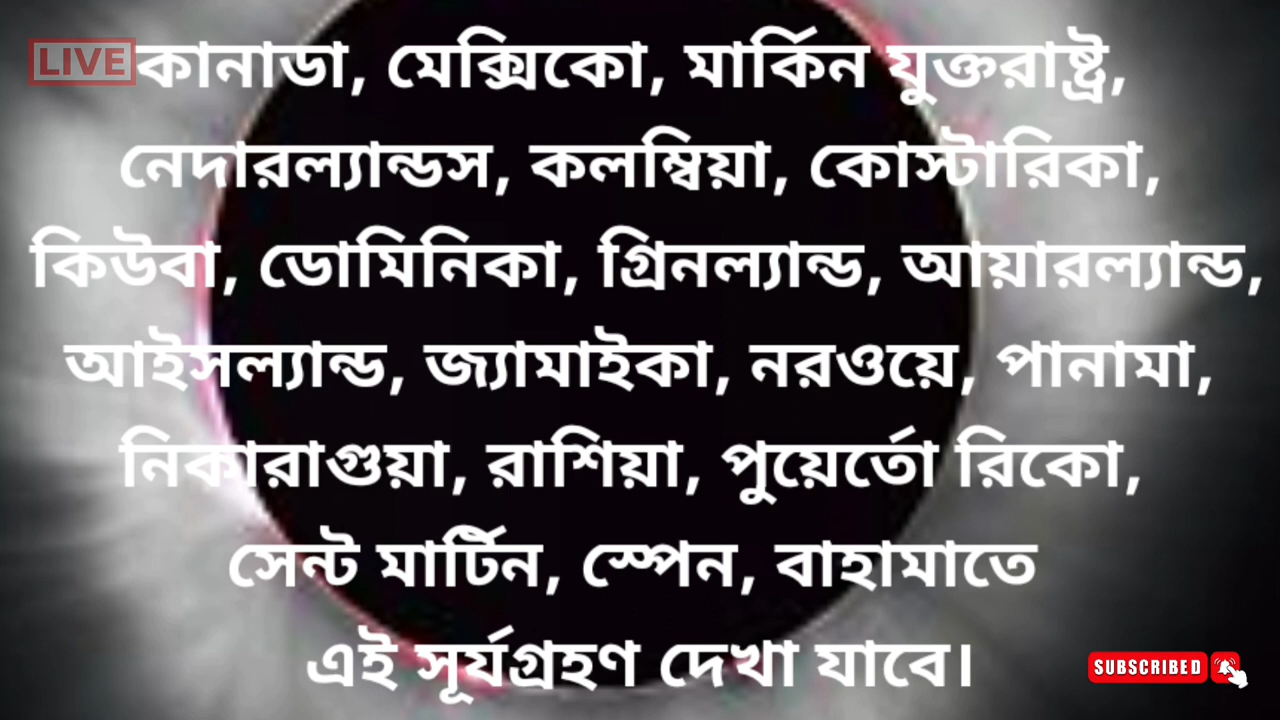 LIVE
কানাডা, মেক্সিকো, মার্কিন যুক্তরাষ্ট্র,
নেদারল্যান্ডস, কলম্বিয়া, কোস্টারিকা,
কিউবা, ডোমিনিকা, গ্রিনল্যান্ড, আয়ারল্যান্ড,
আইসল্যান্ড, জ্যামাইকা, নরওয়ে, পানামা,
নিকারাগুয়া, রাশিয়া, পুয়ের্তো রিকো,
সেন্ট মার্টিন, স্পেন, বাহামাতে
এই সূর্যগ্রহণ দেখা যাবে।
SUBSCRIBED